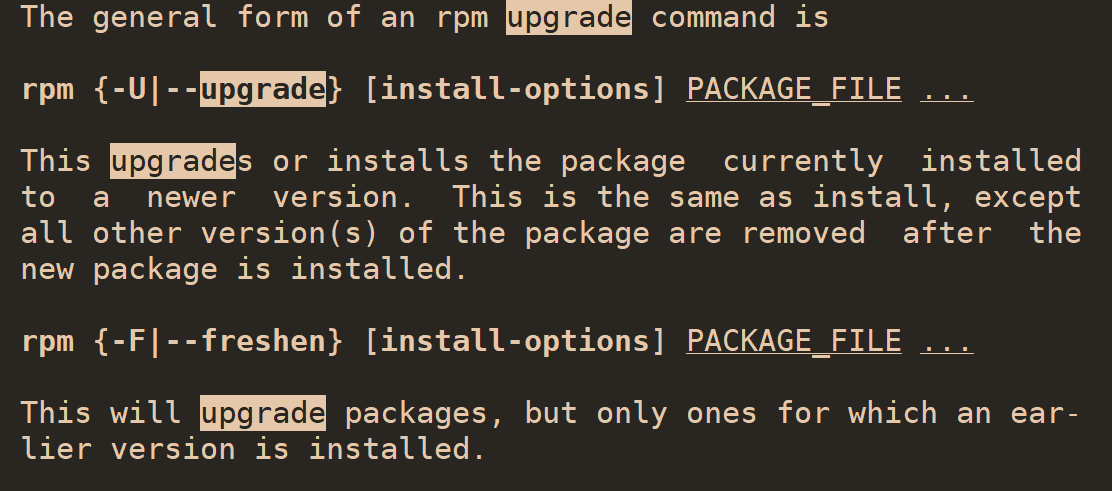 The general form of an rpm upgrade command is
rpm {-U|--upgrade} [install-options] PACKAGE_FILE ...
This upgrades or installs the package  currently  installed
to  a  newer  version.  This is the same as install, except
all other version(s) of the package are removed  after  the
new package is installed.
rpm {-F|--freshen} [install-options] PACKAGE_FILE ...
This will upgrade packages, but only ones for which an ear-
lier version is installed.